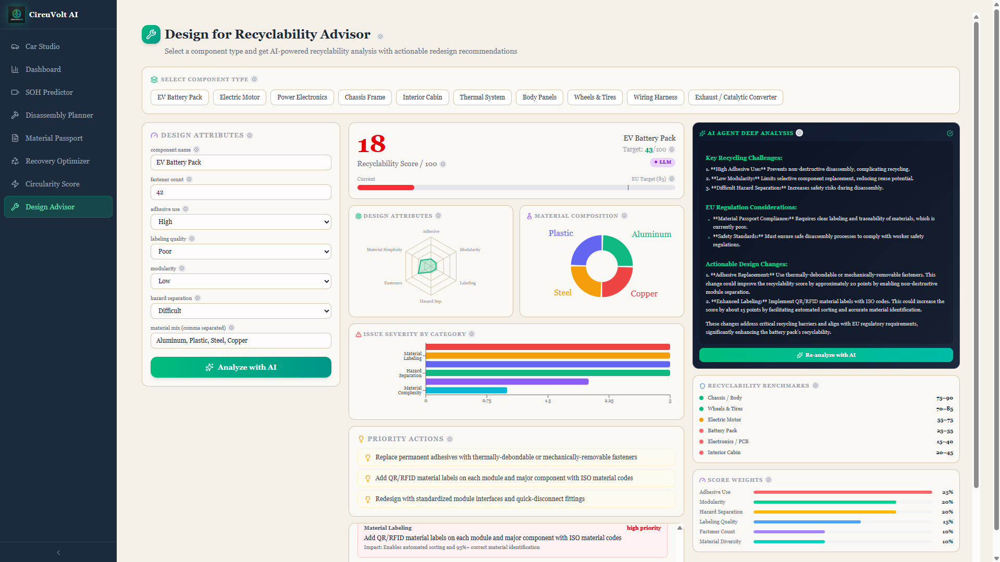 CircuVolt AI
Car Studio
Dashboard
SOH Predictor
Disassembly Planner
Material Passport
Recovery Optimizer
Circularity Score
Design Advisor
Design for Recyclability Advisor
Select a component type and get AI-powered recyclability analysis with actionable redesign recommendations
SELECT COMPONENT TYPE
EV Battery Pack
Electric Motor
Power Electronics
Chassis Frame
Interior Cabin
Thermal System
Body Panels
Wheels & Tires
Wiring Harness
Exhaust / Catalytic Converter
DESIGN ATTRIBUTES
component name
EV Battery Pack
fastener count
42
adhesive use
High
labeling quality
Poor
modularity
Low
hazard separation
Difficult
material mix (comma separated)
Aluminum, Plastic, Steel, Copper
Analyze with AI
18
Recyclability Score / 100
EV Battery Pack
Target: 43/100
✦ LLM
Current
EU Target (85)
DESIGN ATTRIBUTES
Adhesive
Material Simplicity
Modularity
Fasteners
Labeling
Hazard Sep.
MATERIAL COMPOSITION
Plastic
Aluminum
Steel
Copper
ISSUE SEVERITY BY CATEGORY
Material
Labeling
Hazard
Separation
Material
Complexity
0
0.75
1.5
2.25
3
PRIORITY ACTIONS
Replace permanent adhesives with thermally-debondable or mechanically-removable fasteners
Add QR/RFID material labels on each module and major component with ISO material codes
Redesign with standardized module interfaces and quick-disconnect fittings
Material Labeling
high priority
Add QR/RFID material labels on each module and major component with ISO material codes
Impact: Enables automated sorting and 95%+ correct material identification
AI AGENT DEEP ANALYSIS
Key Recycling Challenges:
1. **High Adhesive Use:** Prevents non-destructive disassembly, complicating recycling.
2. **Low Modularity:** Limits selective component replacement, reducing reuse potential.
3. **Difficult Hazard Separation:** Increases safety risks during disassembly.
EU Regulation Considerations:
• **Material Passport Compliance:** Requires clear labeling and traceability of materials, which is
currently poor.
• **Safety Standards:** Must ensure safe disassembly processes to comply with worker safety
regulations.
Actionable Design Changes:
1. **Adhesive Replacement:** Use thermally-debondable or mechanically-removable fasteners. This
change could improve the recyclability score by approximately 20 points by enabling non-destructive
module separation.
2. **Enhanced Labeling:** Implement QR/RFID material labels with ISO codes. This could increase the
score by about 15 points by facilitating automated sorting and accurate material identification.
These changes address critical recycling barriers and align with EU regulatory requirements,
significantly enhancing the battery pack's recyclability.
Re-analyze with AI
RECYCLABILITY BENCHMARKS
Chassis / Body 75–90
Wheels & Tires 70–85
Electric Motor 55–75
Battery Pack 25–55
Electronics / PCB 15–40
Interior Cabin 20–45
SCORE WEIGHTS
Adhesive Use 25%
Modularity 20%
Hazard Separation 20%
Labeling Quality 15%
Fastener Count 10%
Material Diversity 10%